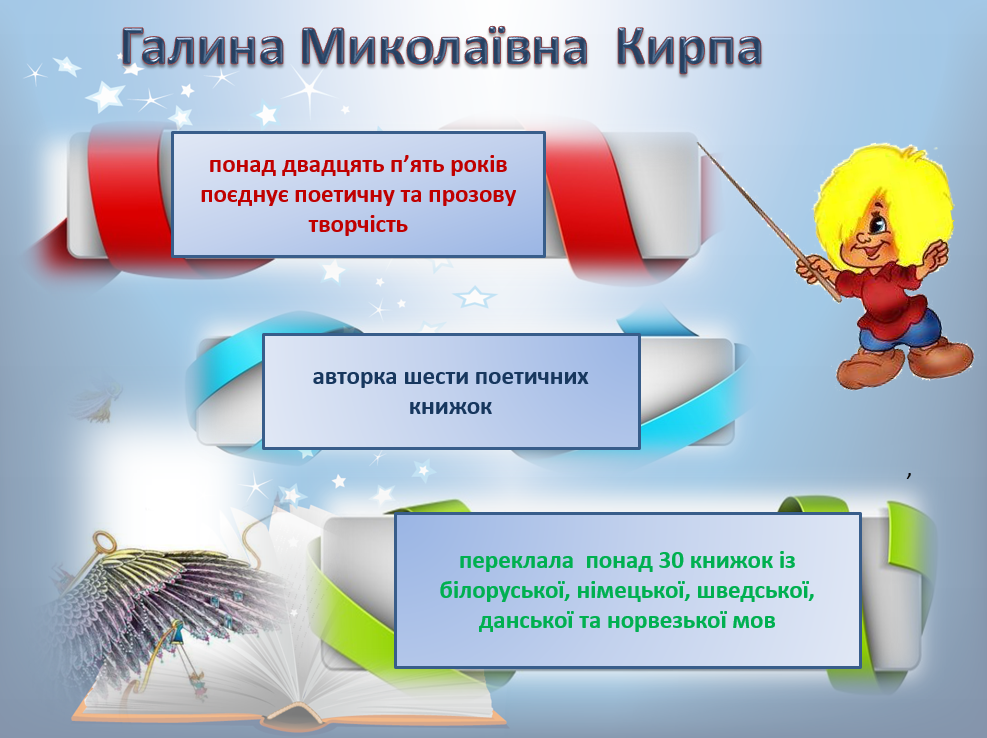 Галина Миколаївна Кирпа
понад двадцять п’ять років
поєднує поетичну та прозову
творчість
авторка шести поетичних
книжок
,
переклала понад 30 книжок із
білоруської, німецької, шведської,
данської та норвезької мов